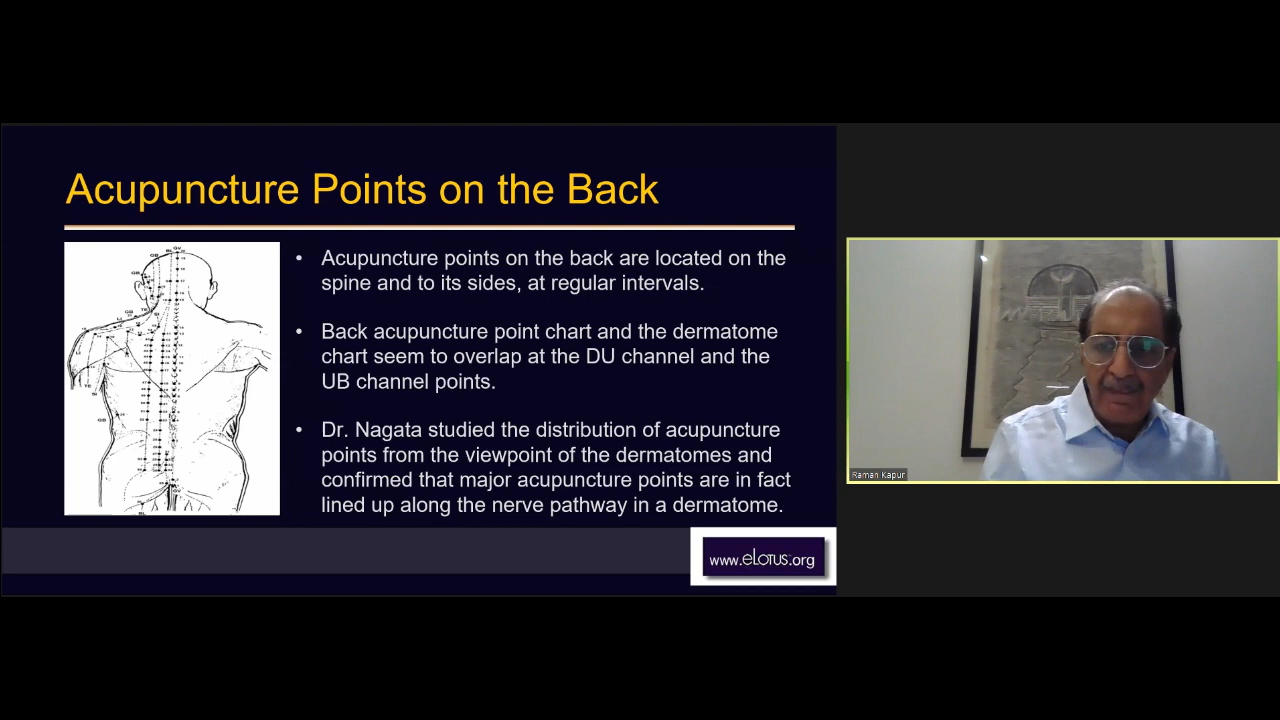 Acupuncture Points on the Back
• Acupuncture points on the back are located on the
spine and to its sides, at regular intervals.
• Back acupuncture point chart and the dermatome
chart seem to overlap at the DU channel and the
UB channel points.
• Dr. Nagata studied the distribution of acupuncture
points from the viewpoint of the dermatomes and
confirmed that major acupuncture points are in fact
lined up along the nerve pathway in a dermatome.
www.eLotus.org
Raman Kapur